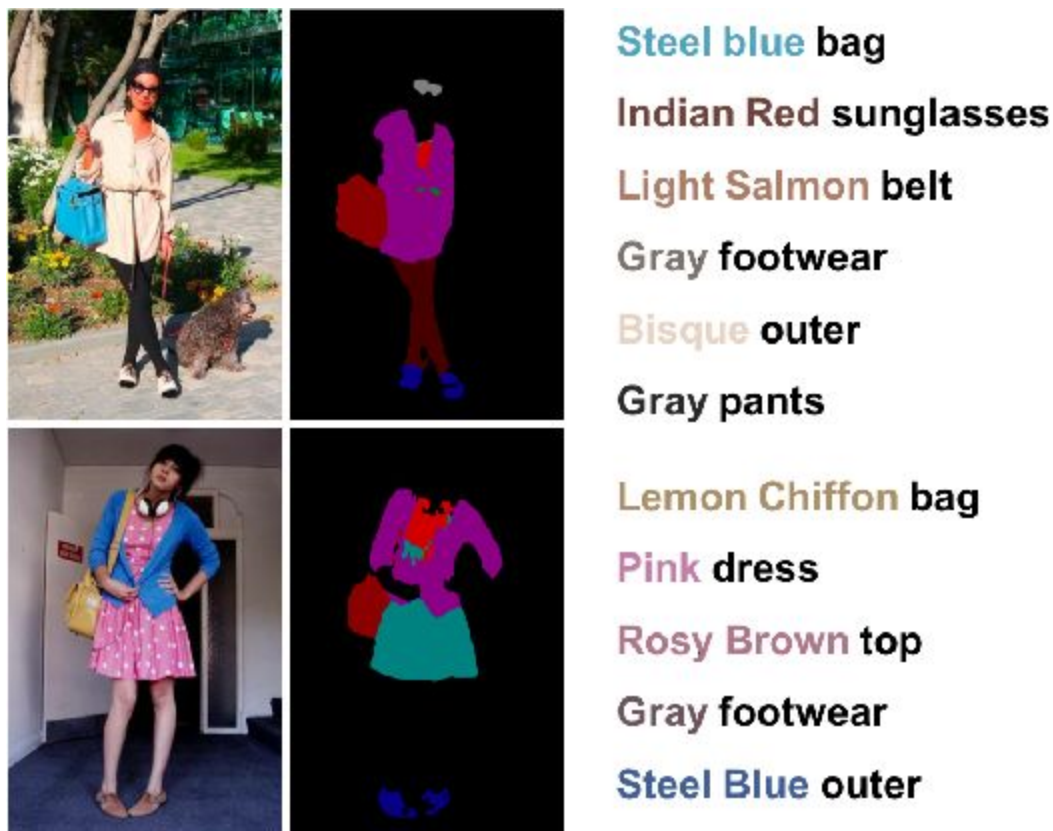 Steel blue bag
Indian Red sunglasses
Light Salmon belt
Gray footwear
Bisque outer
Gray pants
Lemon Chiffon bag
Pink dress
Rosy Brown top
Gray footwear
Steel Blue outer